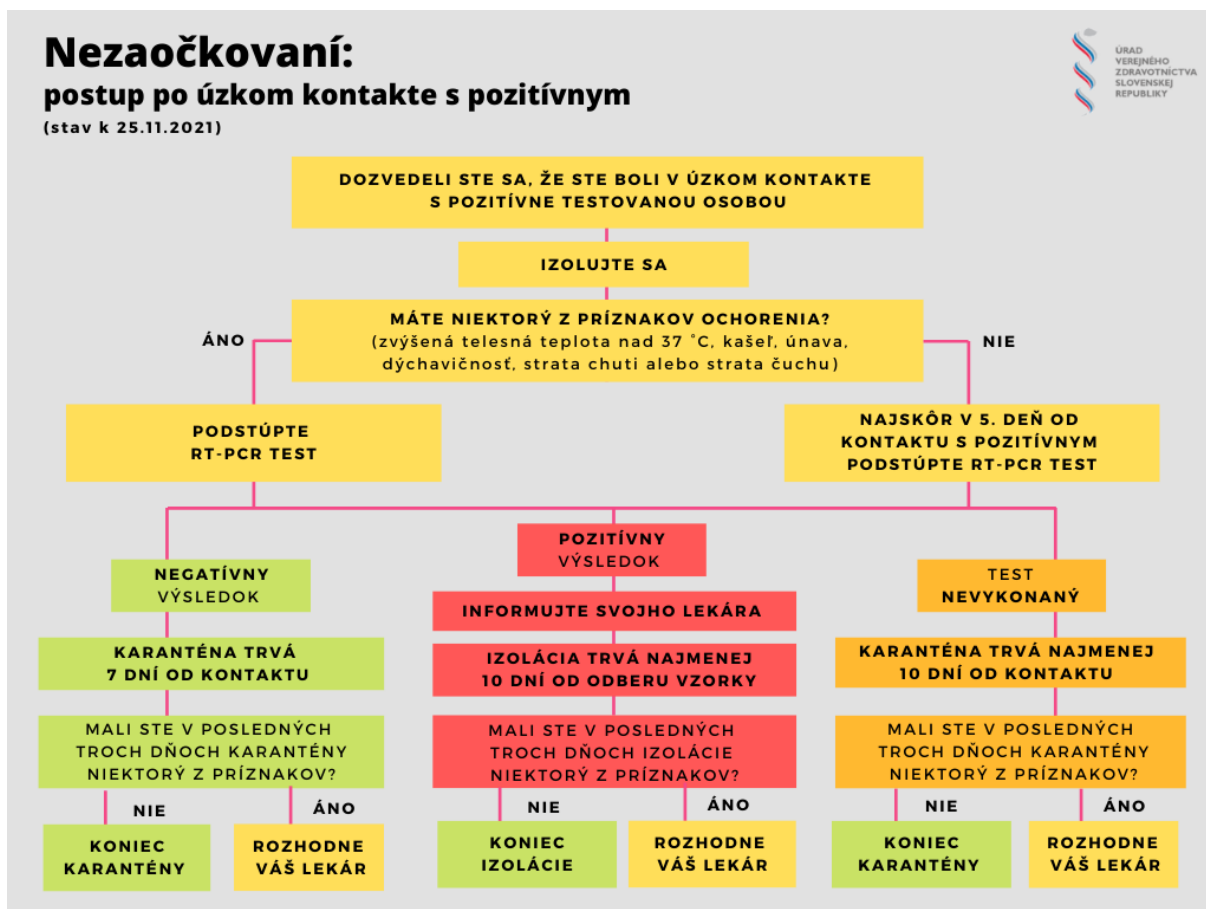 Nezaočkovaní:
postup po úzkom kontakte s pozitívnym
(stav k 25.11.2021)
ÚRAD
VEREJNÉHO
ZDRAVOTNÍCTVA
SLOVENSKEJ
REPUBLIKY
DOZVEDELI STE SA, ŽE STE BOLI V ÚZKOM KONTAKTE
S POZITÍVNE TESTOVANOU OSOBOU
IZOLUJTE SA
MÁTE NIEKTORÝ Z PRÍZNAKOV OCHORENIA?
(zvýšená telesná teplota nad 37 ˚C, kašeľ, únava,
dýchavičnosť, strata chuti alebo strata čuchu)
ÁNO
NIE
PODSTÚPTE
RT-PCR TEST
NAJSKÔR V 5. DEŇ OD
KONTAKTU S POZITÍVNYM
PODSTÚPTE RT-PCR TEST
NEGATÍVNY
VÝSLEDOK
KARANTÉNA TRVÁ
7 DNÍ OD KONTAKTU
MALI STE V POSLEDNÝCH
TROCH DŇOCH KARANTÉNY
NIEKTORÝ Z PRÍZNAKOV?
NIE
ÁNO
KONIEC
KARANTÉNY
ROZHODNE
VÁŠ LEKÁR
POZITÍVNY
VÝSLEDOK
INFORMUJTE SVOJHO LEKÁRA
IZOLÁCIA TRVÁ NAJMENEJ
10 DNÍ OD ODBERU VZORKY
MALI STE V POSLEDNÝCH
TROCH DŇOCH IZOLÁCIE
NIEKTORÝ Z PRÍZNAKOV?
NIE
ÁNO
KONIEC
IZOLÁCIE
ROZHODNE
VÁŠ LEKÁR
TEST
NEVYKONANÝ
KARANTÉNA TRVÁ NAJMENEJ
10 DNÍ OD KONTAKTU
MALI STE V POSLEDNÝCH
TROCH DŇOCH KARANTÉNY
NIEKTORÝ Z PRÍZNAKOV?
NIE
ÁNO
KONIEC
KARANTÉNY
ROZHODNE
VÁŠ LEKÁR